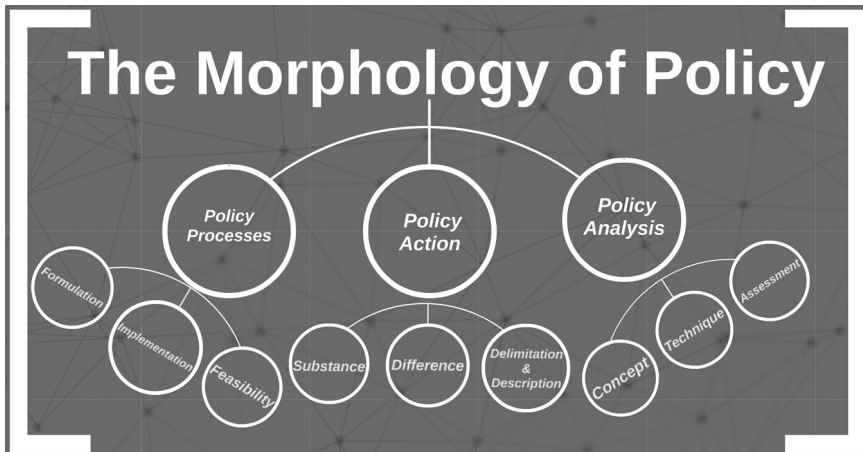 The Morphology of Policy
Policy
Processes
Policy
Action
Policy
Analysis
Formulation
Implementation
Feasibility
Substance
Difference
Delimitation
&
Description
Concept
Technique
Assessment